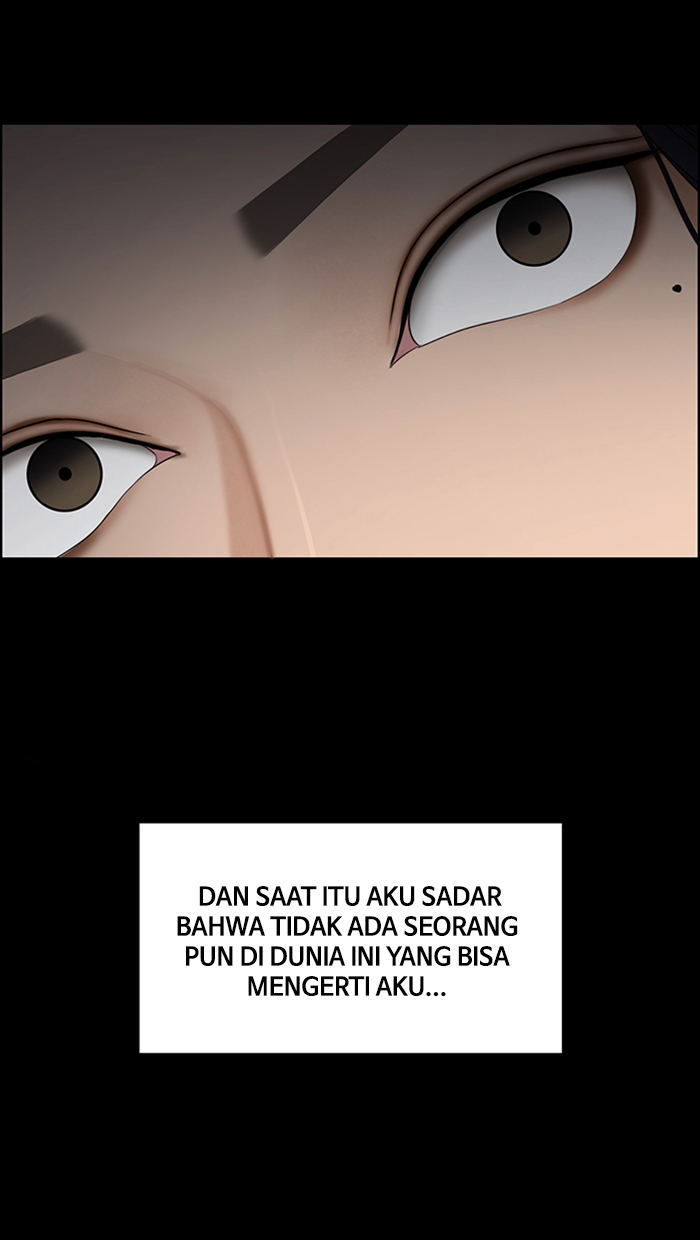 DAN SAAT ITU AKU SADAR
BAHWA TIDAK ADA SEORANG
PUN DI DUNIA INI YANG BISA
MENGERTI AKU...